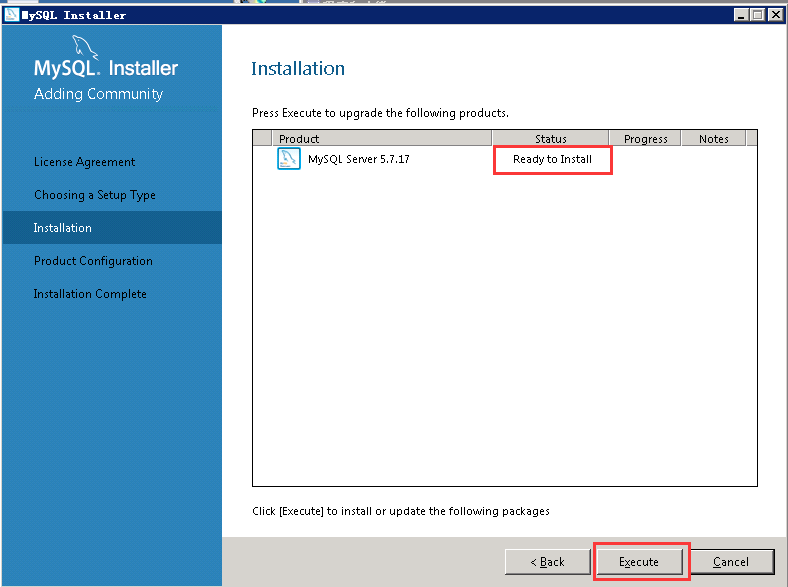 MySQL Installer
MySQL. Installer
Adding Community
License Agreement
Choosing a Setup Type
Installation
Product Configuration
Installation Complete
Installation
Press Execute to upgrade the following products.
Product Status Progress Notes
MySQL Server 5.7.17 Ready to Install
Click [Execute] to install or update the following packages
< Back Execute Cancel